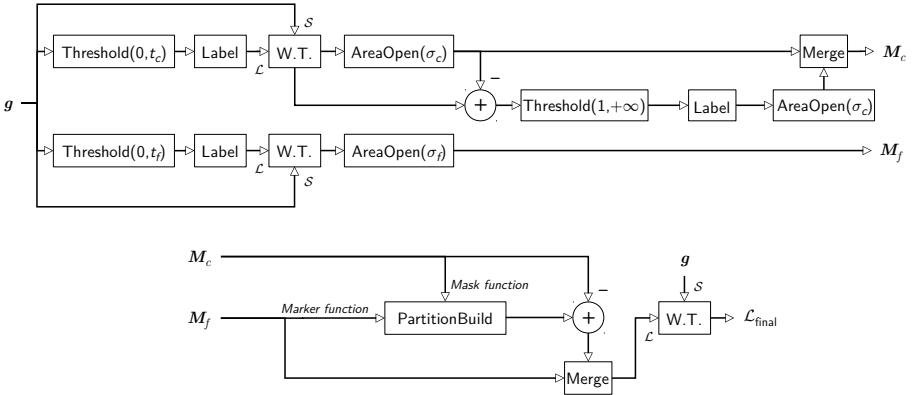 S
Threshold(0,t_c) Label L W.T. AreaOpen(σ_c) Merge M_c
−
g + Threshold(1,+∞) Label AreaOpen(σ_c)
Threshold(0,t_f) Label L W.T. AreaOpen(σ_f) M_f
S
M_c g
Mask function − S
M_f Marker function PartitionBuild + L W.T. L_final
Merge